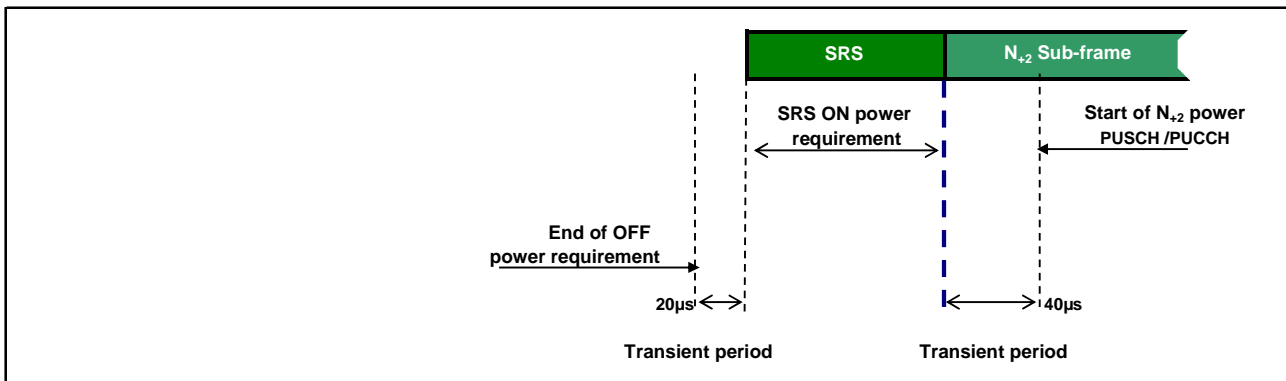 SRS
N+2 Sub-frame
SRS ON power
requirement
Start of N+2 power
PUSCH /PUCCH
End of OFF
power requirement
20µs
40µs
Transient period
Transient period